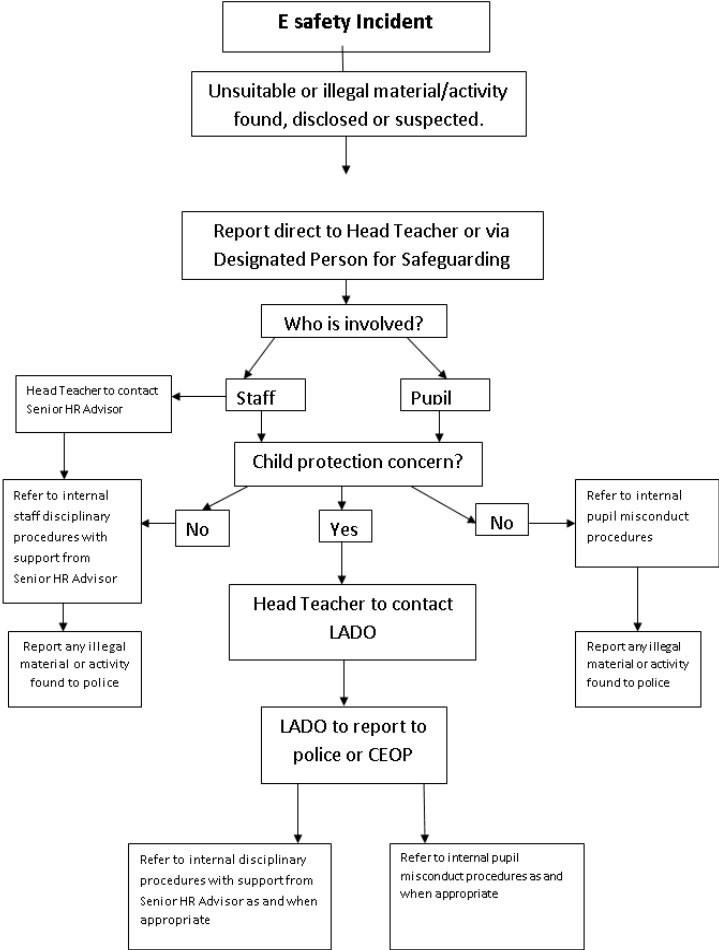 E safety Incident
Unsuitable or illegal material/activity
found, disclosed or suspected.
Report direct to Head Teacher or via
Designated Person for Safeguarding
Who is involved?
Head Teacher to contact
Senior HR Advisor
Staff
Pupil
Child protection concern?
Refer to internal
staff disciplinary
procedures with
support from
Senior HR Advisor
No
Yes
No
Refer to internal
pupil misconduct
procedures
Head Teacher to contact
LADO
Report any illegal
material or activity
found to police
Report any illegal
material or activity
found to police
LADO to report to
police or CEOP
Refer to internal disciplinary
procedures with support from
Senior HR Advisor as and when
appropriate
Refer to internal pupil
misconduct procedures as and
when appropriate